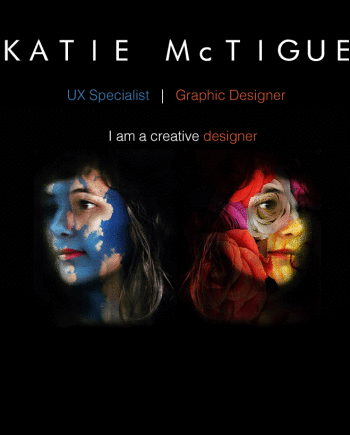 KATIE McTIGUE
UX Specialist | Graphic Designer
I am a creative designer